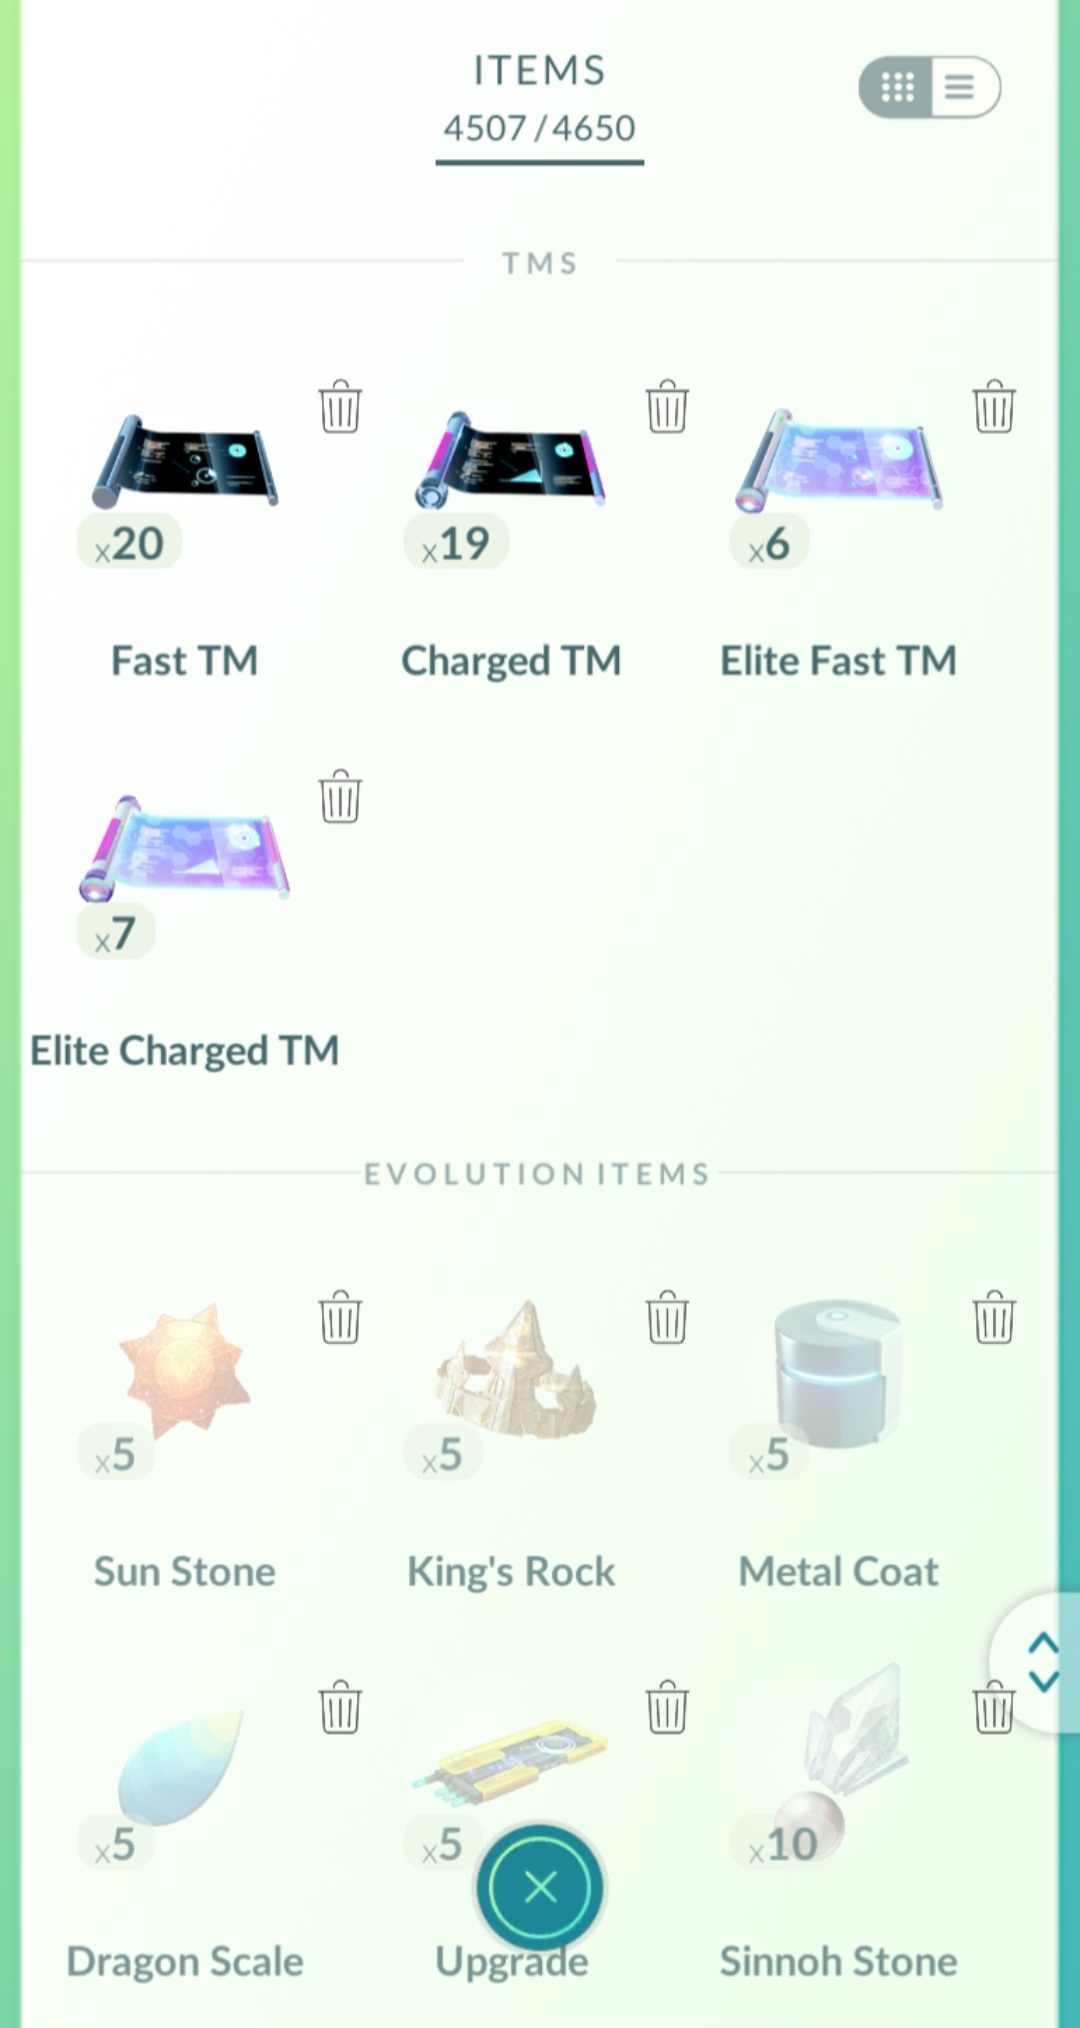 ITEMS
4507/4650
TMS
x20
x19
x6
Fast TM
Charged TM
Elite Fast TM
x7
Elite Charged TM
EVOLUTION ITEMS
x5
x5
x5
Sun Stone
King's Rock
Metal Coat
x5
x5
x10
Dragon Scale
Upgrade
Sinnoh Stone